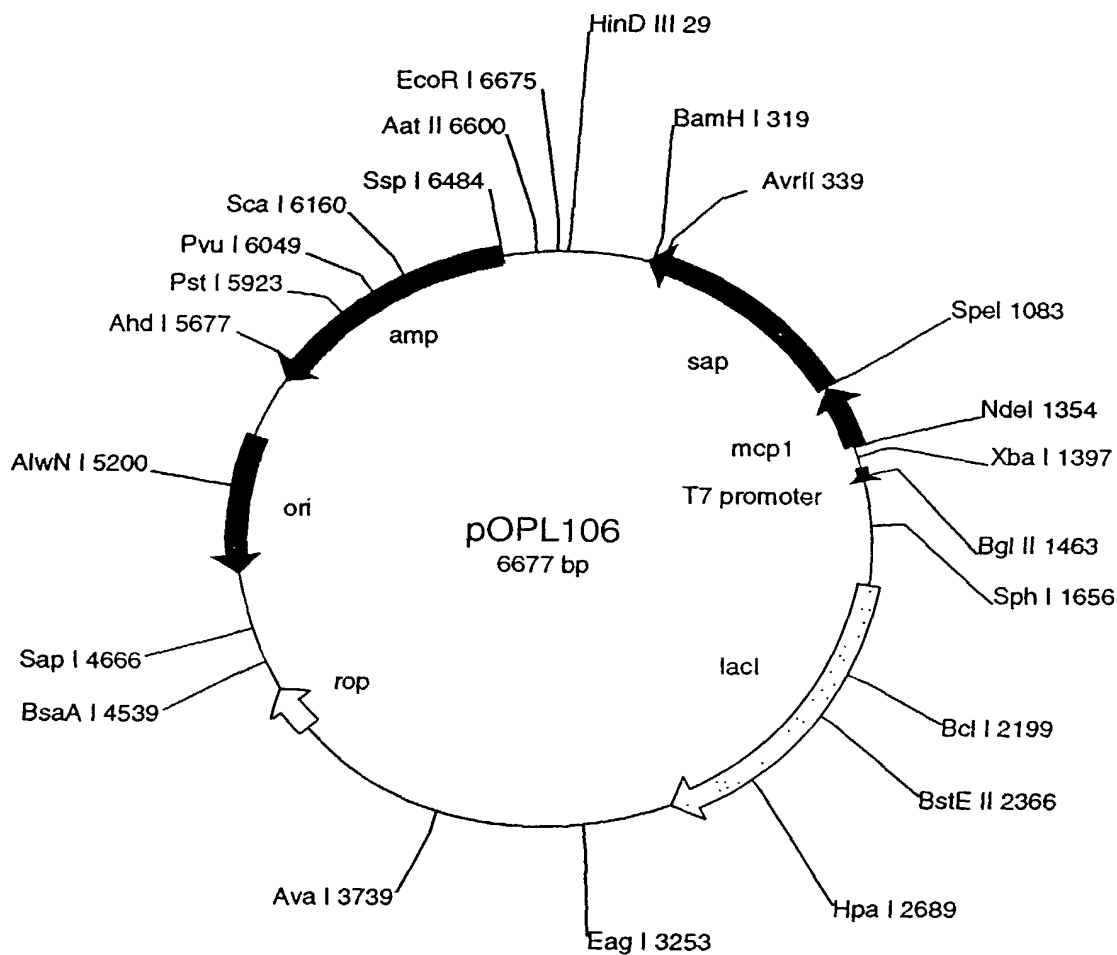 HinD III 29
EcoR I 6675
BamH I 319
Aat II 6600
Ssp I 6484
AvrII 339
Sca I 6160
Pvu I 6049
Pst I 5923
Ahd I 5677
amp
sap
SpeI 1083
NdeI 1354
mcp1
Xba I 1397
AlwN I 5200
T7 promoter
ori
pOPL106
6677 bp
Bgl II 1463
Sph I 1656
Sap I 4666
lacI
rop
BsaA I 4539
Bcl I 2199
BstE II 2366
Ava I 3739
Hpa I 2689
Eag I 3253